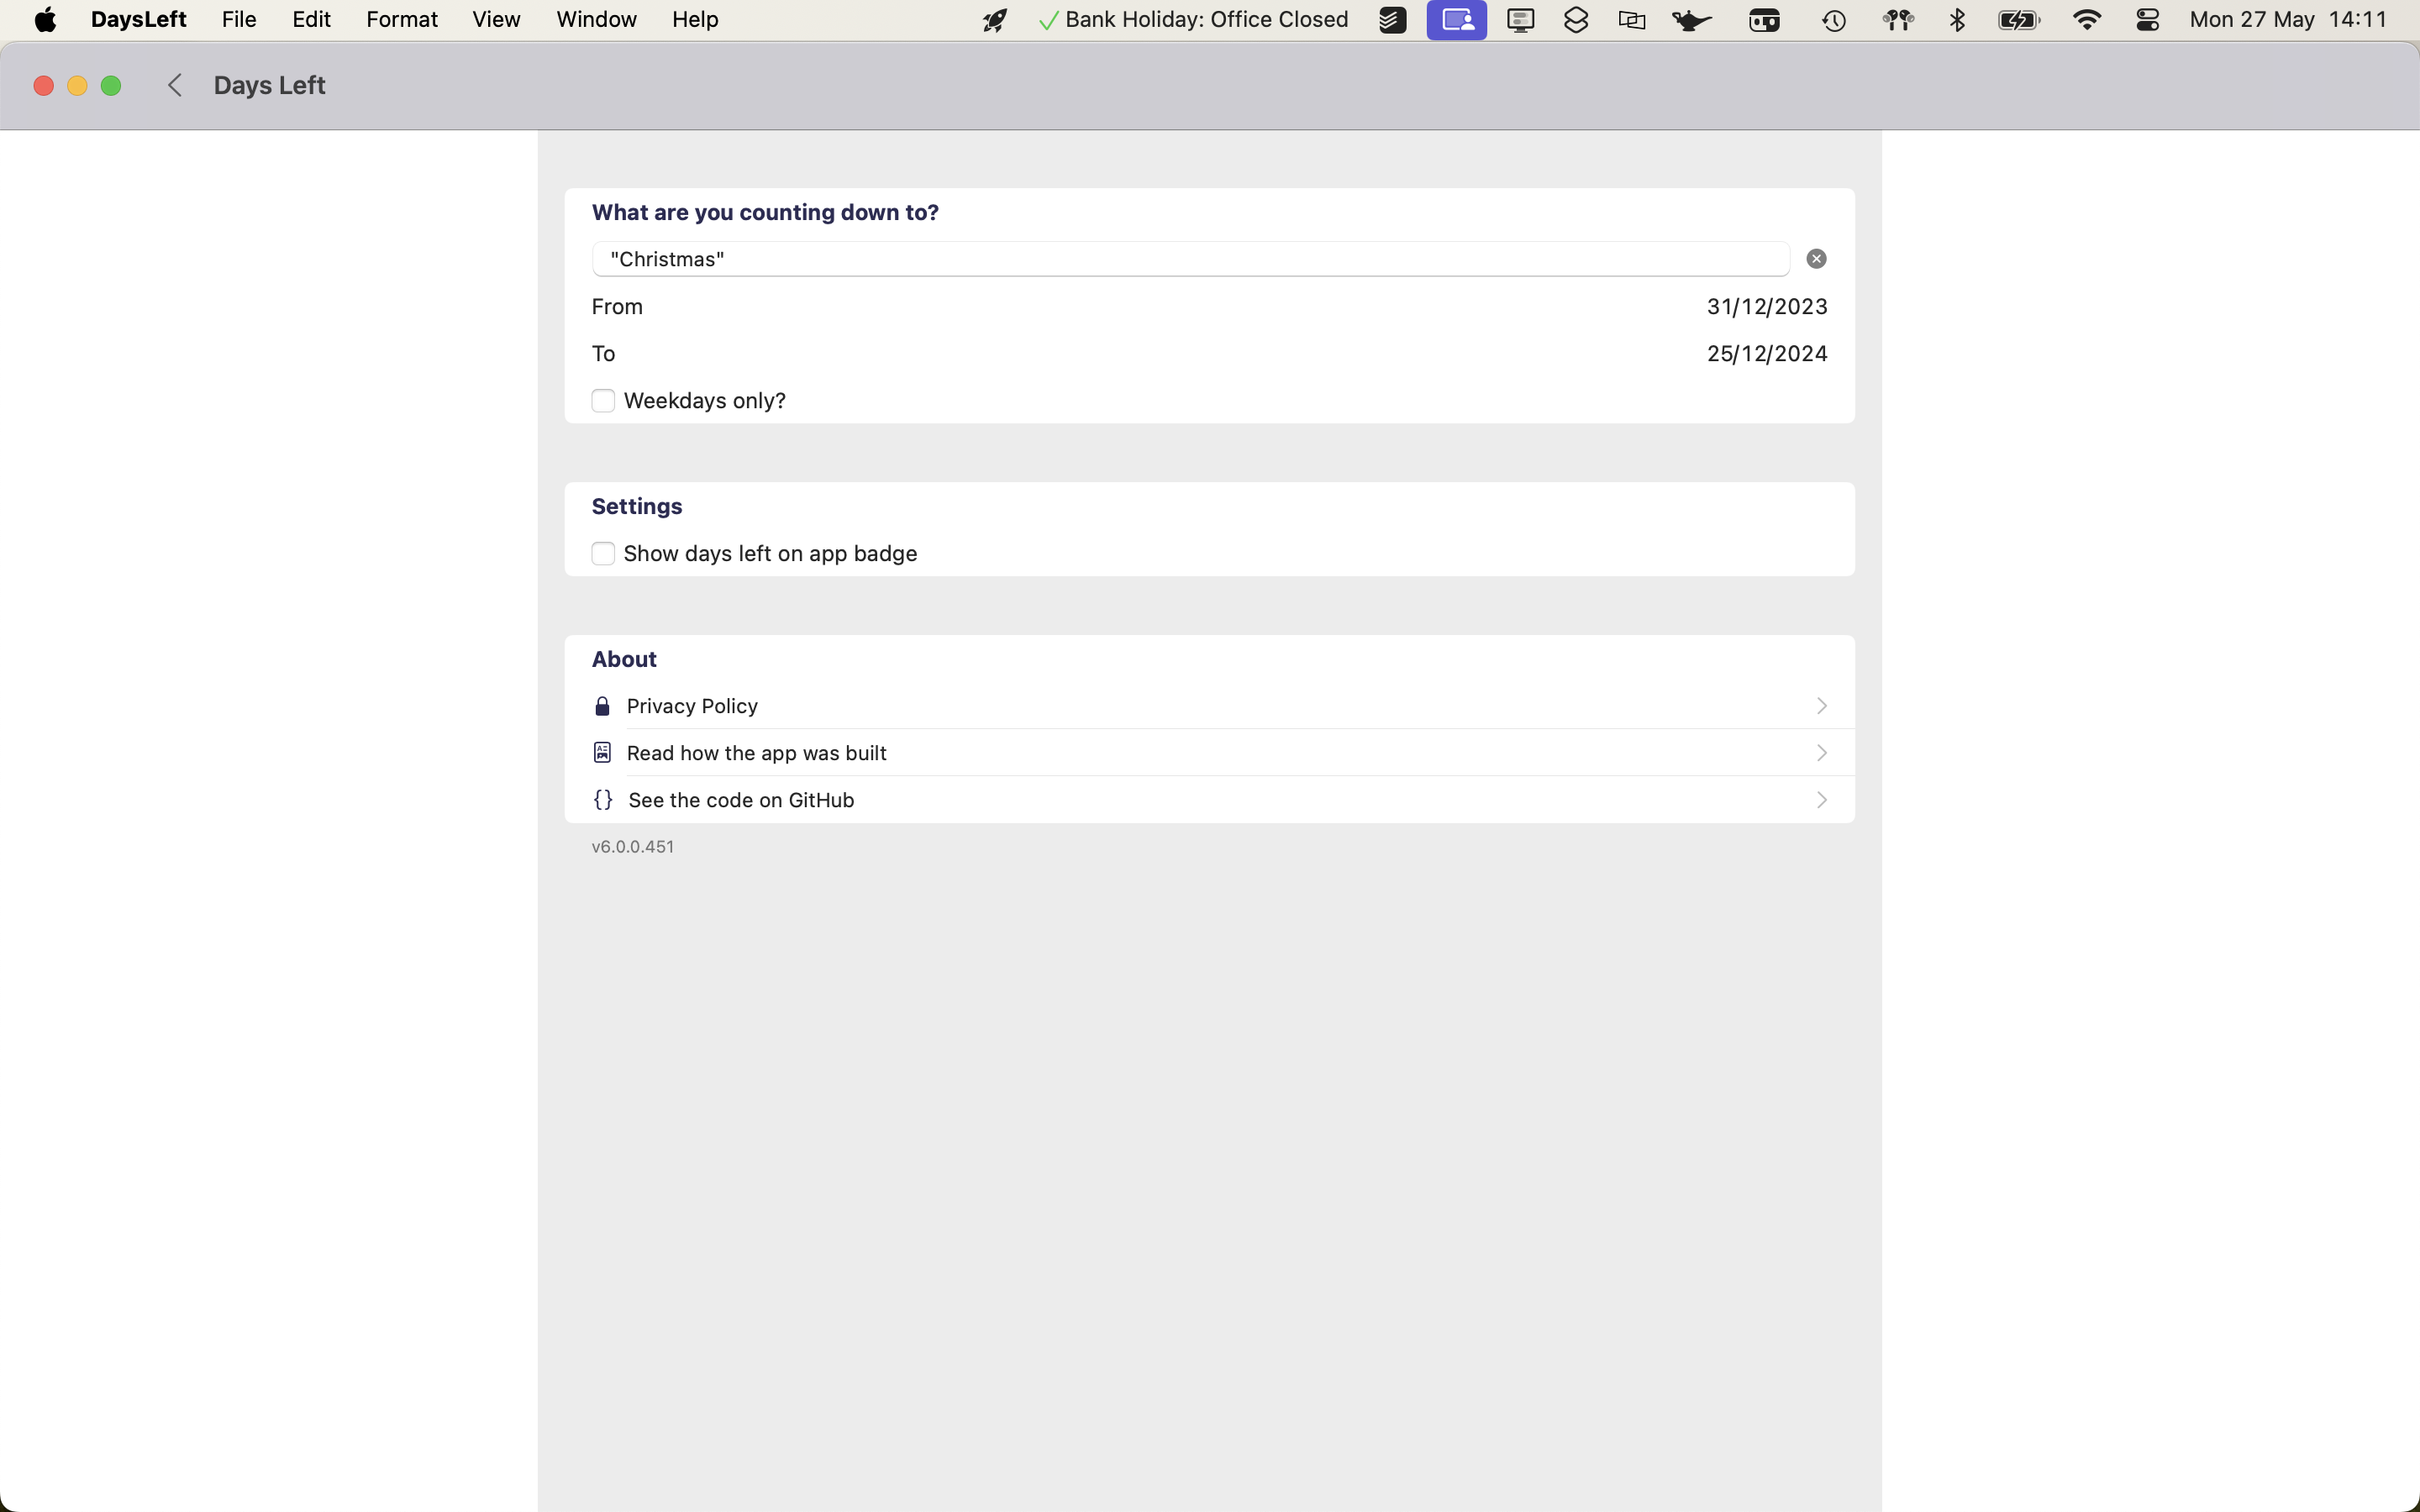 DaysLeft File Edit Format View Window Help Bank Holiday: Office Closed Mon 27 May 14:11
Days Left
What are you counting down to?
"Christmas"
From 31/12/2023
To 25/12/2024
Weekdays only?
Settings
Show days left on app badge
About
Privacy Policy
Read how the app was built
{} See the code on GitHub
v6.0.0.451